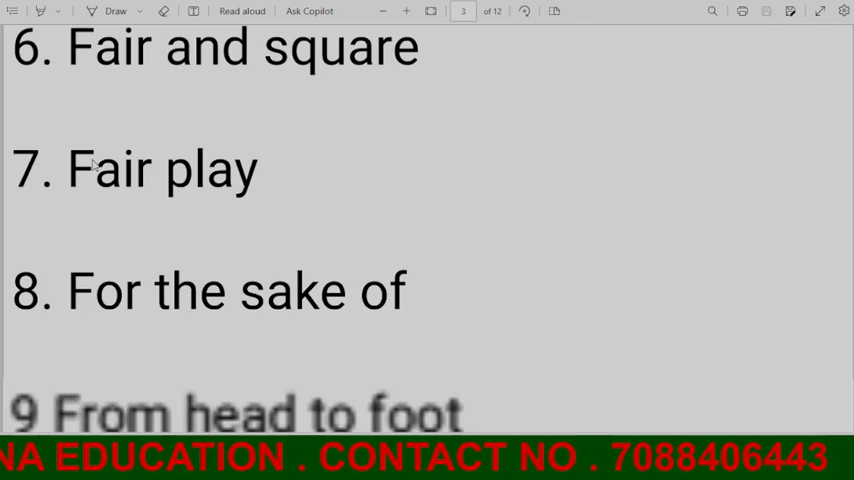 Draw
Read aloud
Ask Copilot
3 of 12
6. Fair and square
7. Fair play
8. For the sake of
9 From head to foot
NA EDUCATION . CONTACT NO . 7088406443